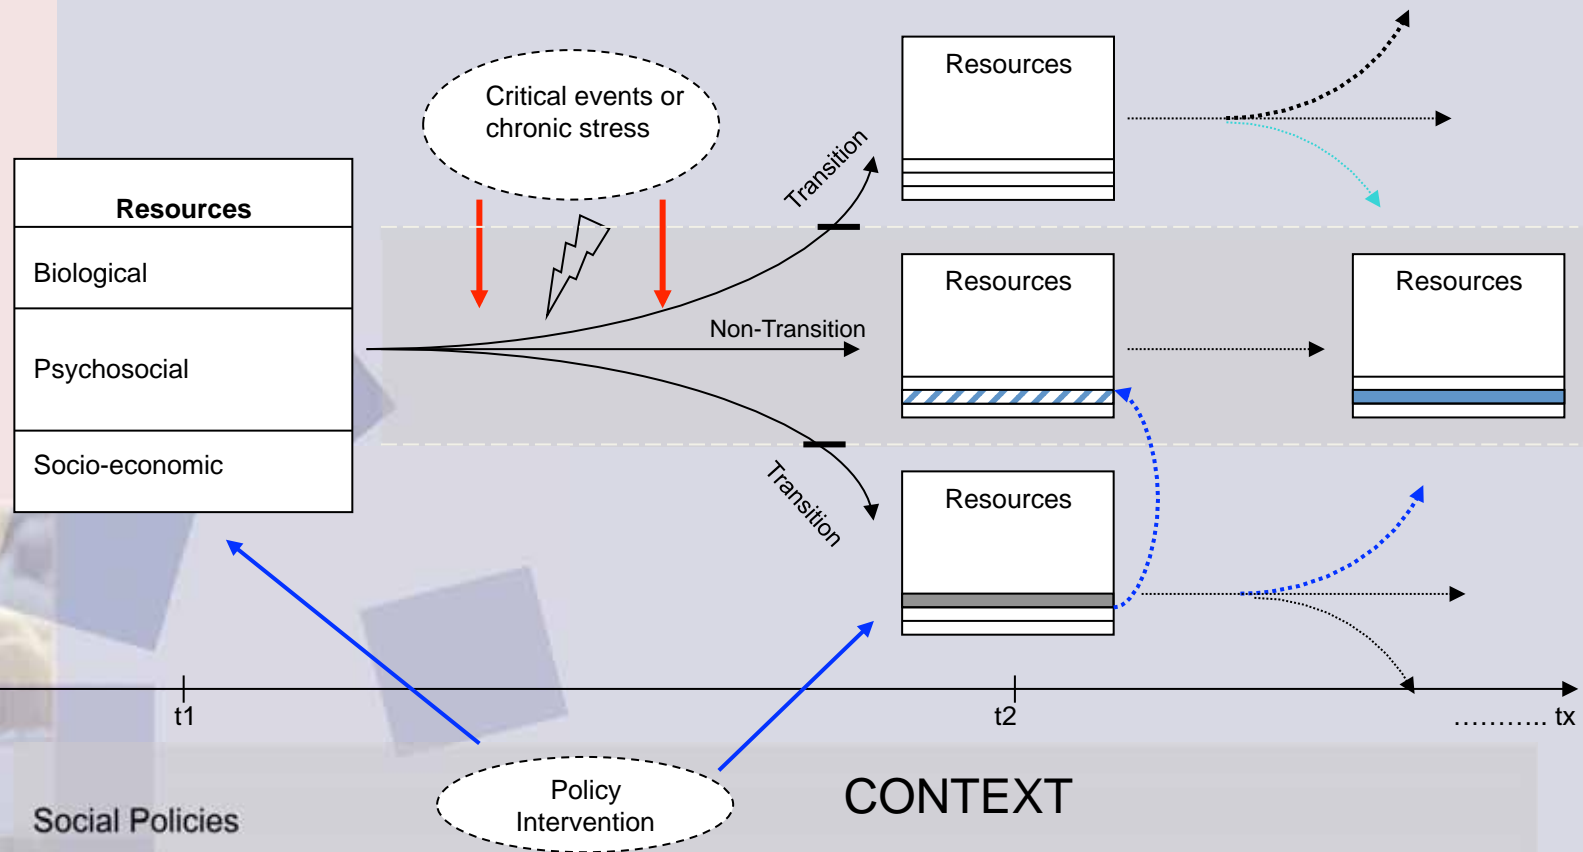 Resources
Biological
Psychosocial
Socio-economic
Critical events or
chronic stress
Transition
Non-Transition
Transition
Resources
Resources
Resources
Resources
t1
t2
……….. tx
Policy
Intervention
CONTEXT
Social Policies